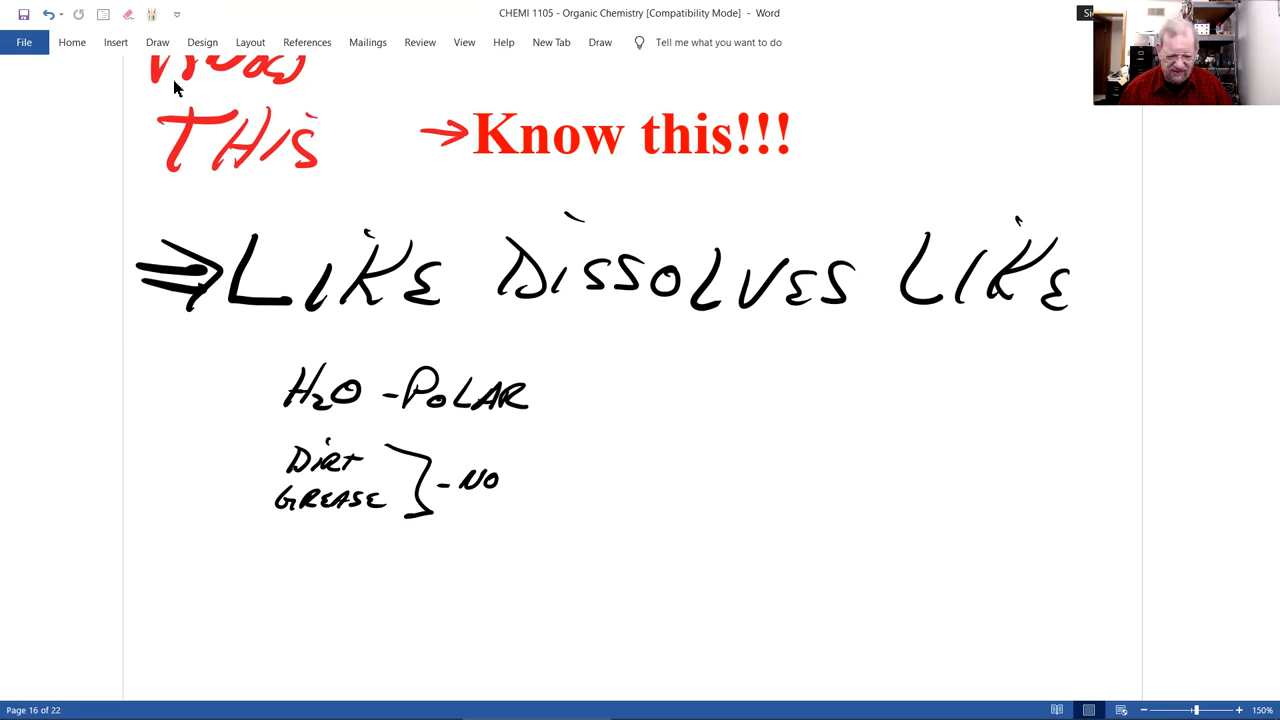 CHEMI 1105 - Organic Chemistry [Compatibility Mode] - Word
File Home Insert Draw Design Layout References Mailings Review View Help New Tab Draw Tell me what you want to do
THIS → Know this!!!
⇒ LIKE DISSOLVES LIKE
H2O - POLAR
DIRT
GREASE } - NO
Page 16 of 22
150%